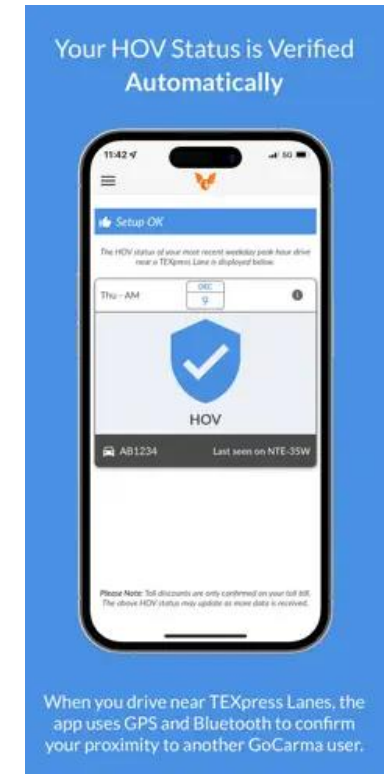 Your HOV Status is Verified
Automatically
11:42
5G
Setup OK
The HOV status of your most recent weekday peak hour drive
near a TEXpress Lane is displayed below.
Thu - AM
DEC
9
HOV
AB1234
Last seen on NTE-35W
Please Note: Toll discounts are only confirmed on your toll bill.
The above HOV status may update as more data is received.
When you drive near TEXpress Lanes, the
app uses GPS and Bluetooth to confirm
your proximity to another GoCarma user.